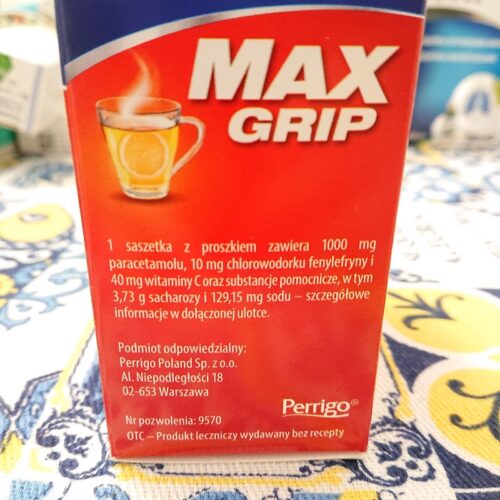 MAX
GRIP
1 saszetka z proszkiem zawiera 1000 mg
paracetamolu, 10 mg chlorowodorku fenylefryny i
40 mg witaminy C oraz substancje pomocnicze, w tym
3,73 g sacharozy i 129,15 mg sodu – szczegółowe
informacje w dołączonej ulotce.
Podmiot odpowiedzialny:
Perrigo Poland Sp. z o.o.
Al. Niepodległości 18
02-653 Warszawa
Perrigo®
Nr pozwolenia: 9570
OTC – Produkt leczniczy wydawany bez recepty